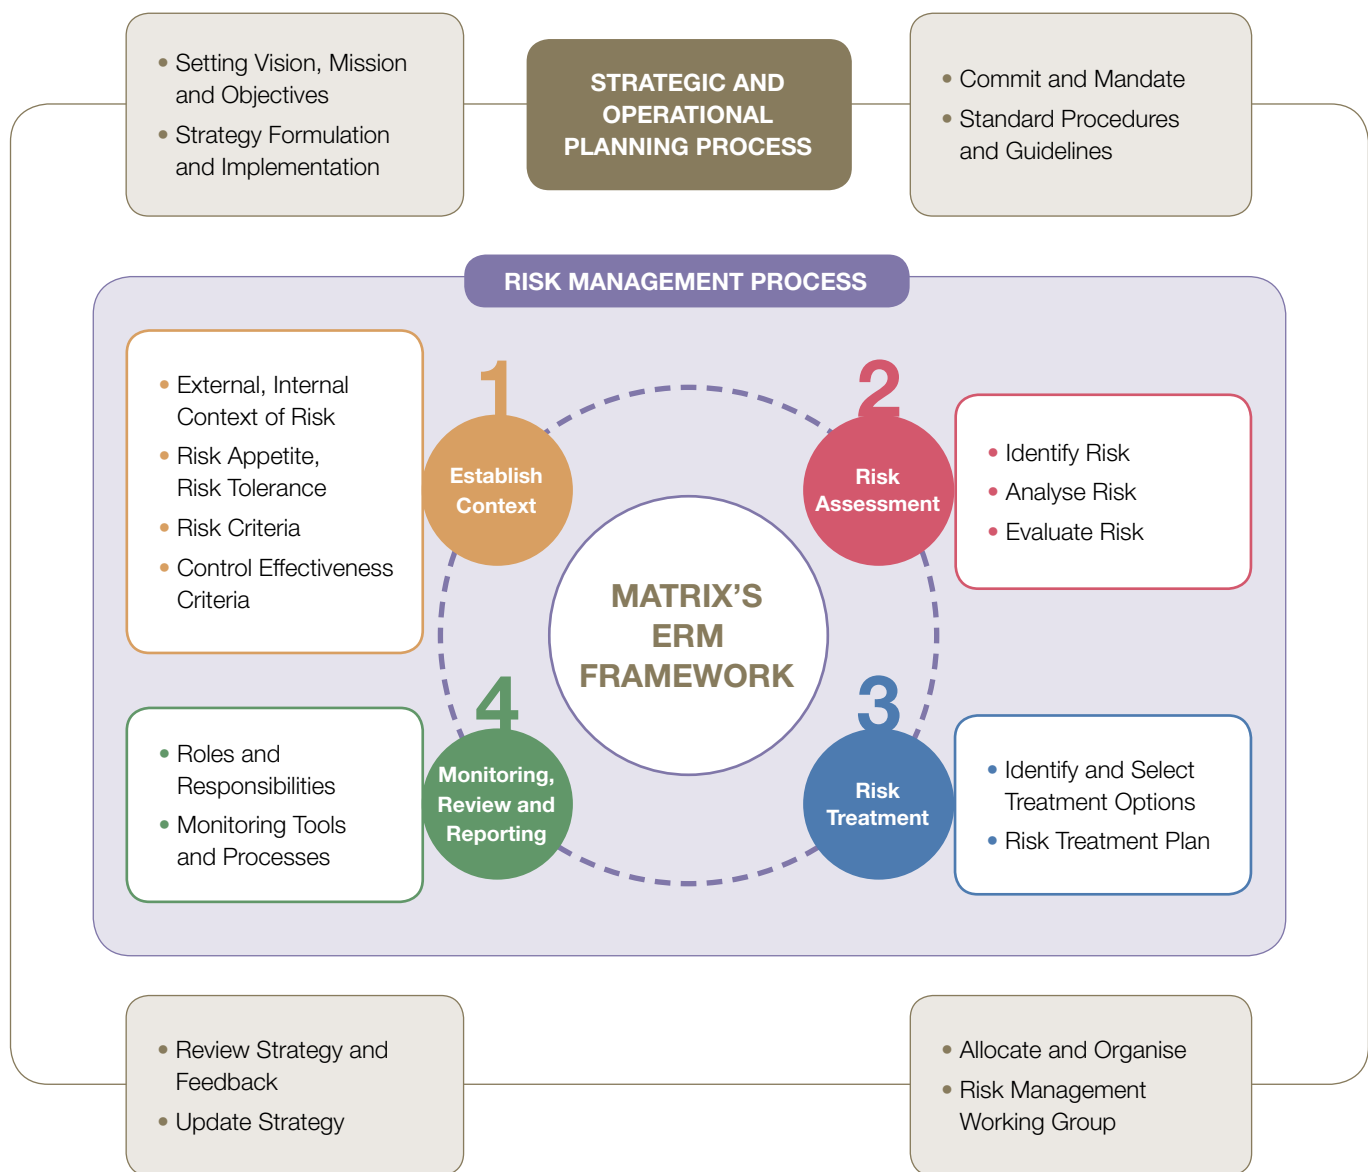 • Setting Vision, Mission
and Objectives
• Strategy Formulation
and Implementation
STRATEGIC AND
OPERATIONAL
PLANNING PROCESS
• Commit and Mandate
• Standard Procedures
and Guidelines
RISK MANAGEMENT PROCESS
• External, Internal
Context of Risk
• Risk Appetite,
Risk Tolerance
• Risk Criteria
• Control Effectiveness
Criteria
1
Establish
Context
2
Risk
Assessment
• Identify Risk
• Analyse Risk
• Evaluate Risk
MATRIX’S
ERM
FRAMEWORK
• Roles and
Responsibilities
• Monitoring Tools
and Processes
4
Monitoring,
Review and
Reporting
3
Risk
Treatment
• Identify and Select
Treatment Options
• Risk Treatment Plan
• Review Strategy and
Feedback
• Update Strategy
• Allocate and Organise
• Risk Management
Working Group